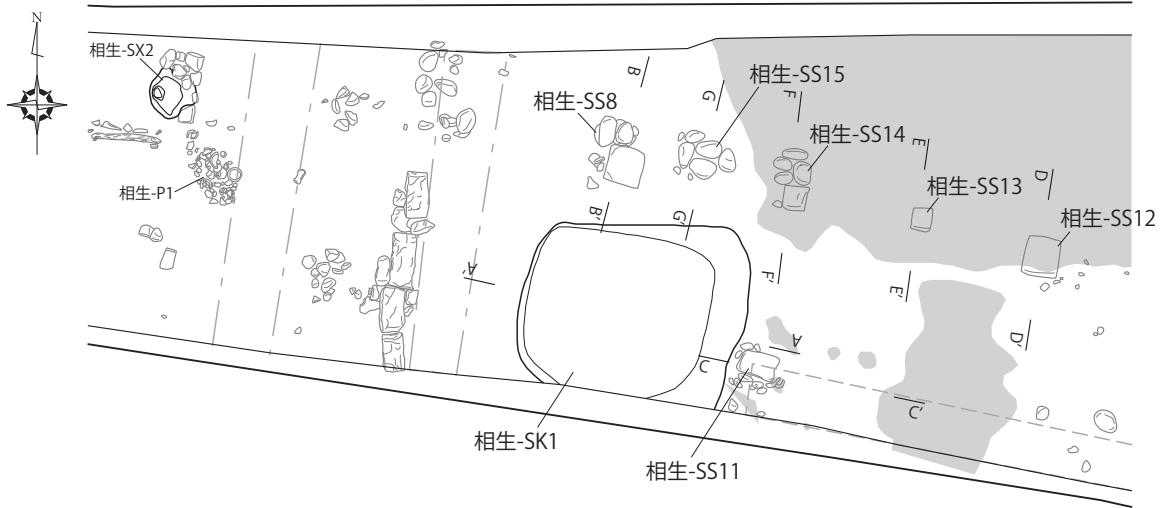 N
相生-SX2
相生-P1
B
G
F
E
D
相生-SS8
相生-SS15
相生-SS14
相生-SS13
相生-SS12
B'
G'
F'
E'
D'
A'
A
C
C'
相生-SK1
相生-SS11